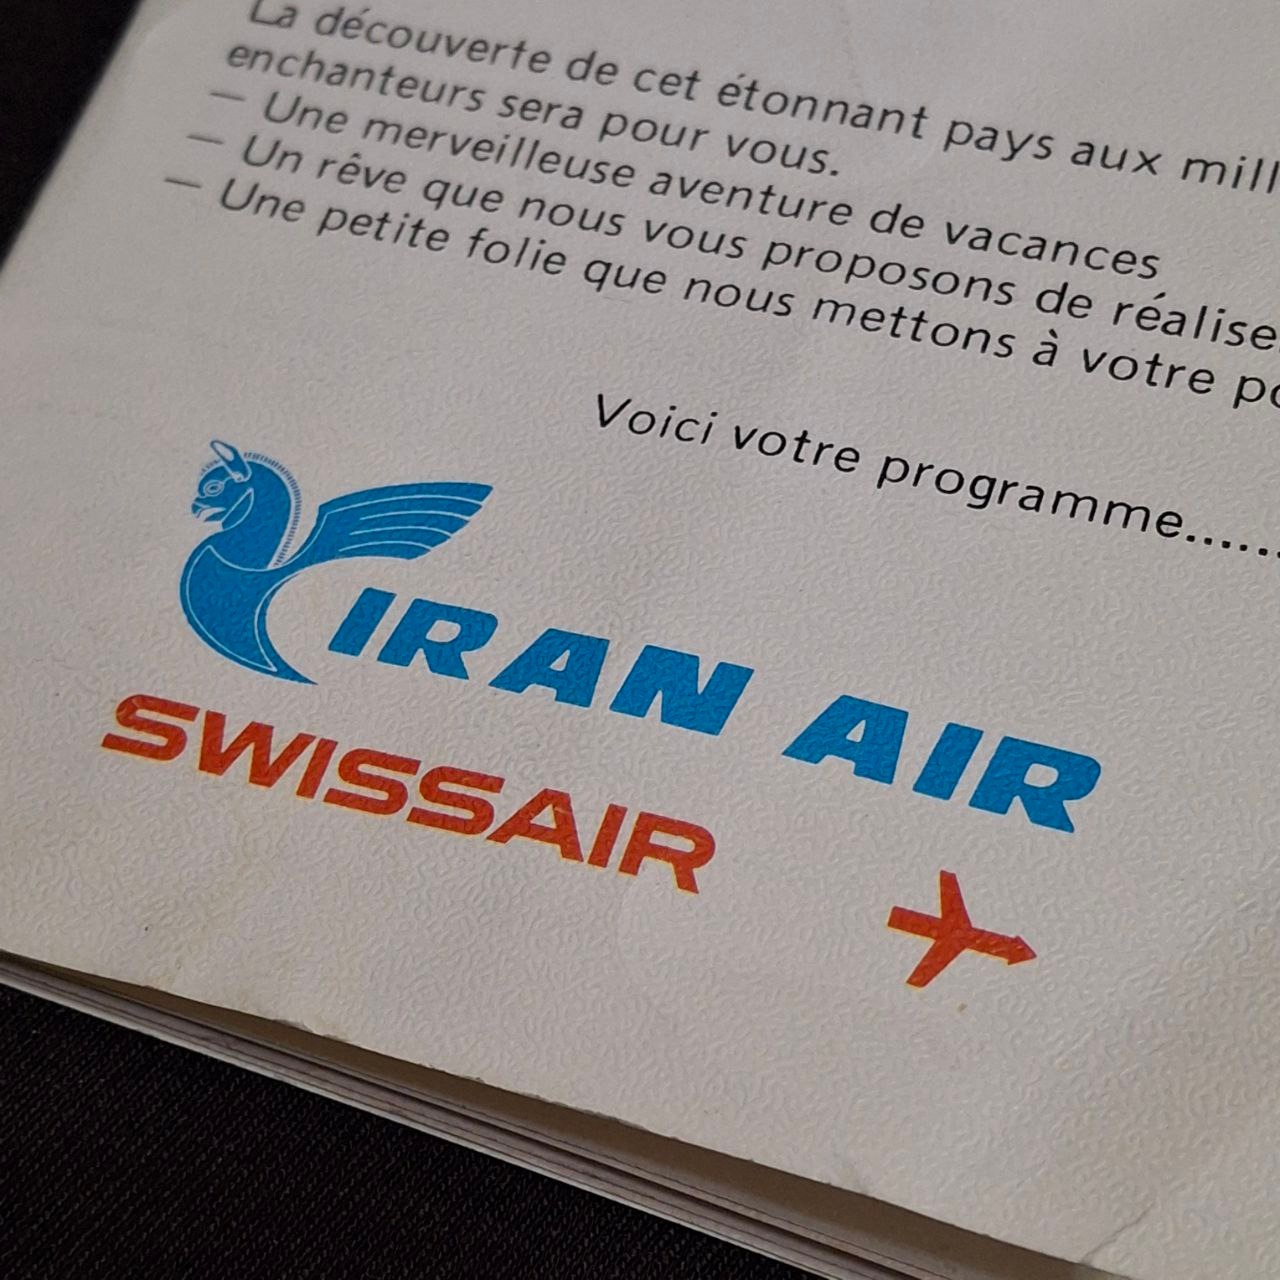 La découverte de cet étonnant pays aux mill
enchanteurs sera pour vous.
— Une merveilleuse aventure de vacances
— Un rêve que nous vous proposons de réalise
— Une petite folie que nous mettons à votre po
Voici votre programme......
IRAN AIR
SWISSAIR